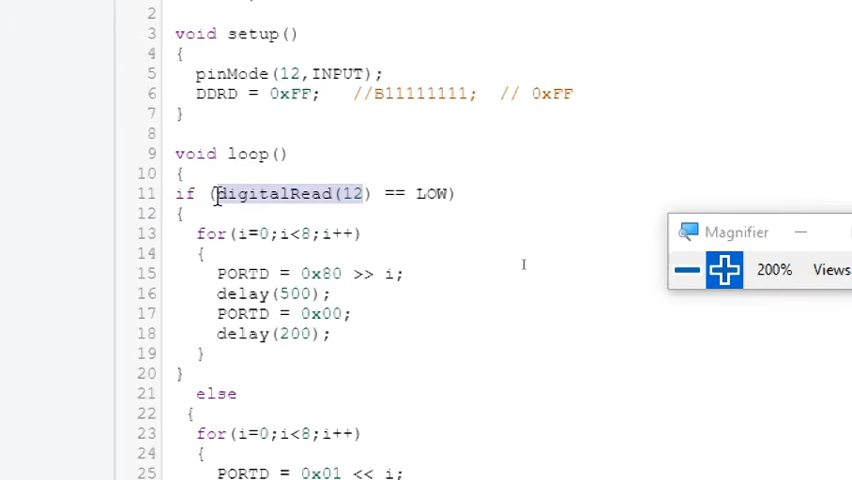 2
3 void setup()
4 {
5 pinMode(12,INPUT);
6 DDRD = 0xFF; //B11111111; // 0xFF
7 }
8
9 void loop()
10 {
11 if (digitalRead(12) == LOW)
12 {
13 for(i=0;i<8;i++)
14 {
15 PORTD = 0x80 >> i;
16 delay(500);
17 PORTD = 0x00;
18 delay(200);
19 }
20 }
21 else
22 {
23 for(i=0;i<8;i++)
24 {
25 PORTD = 0x01 << i;
Magnifier
200% Views